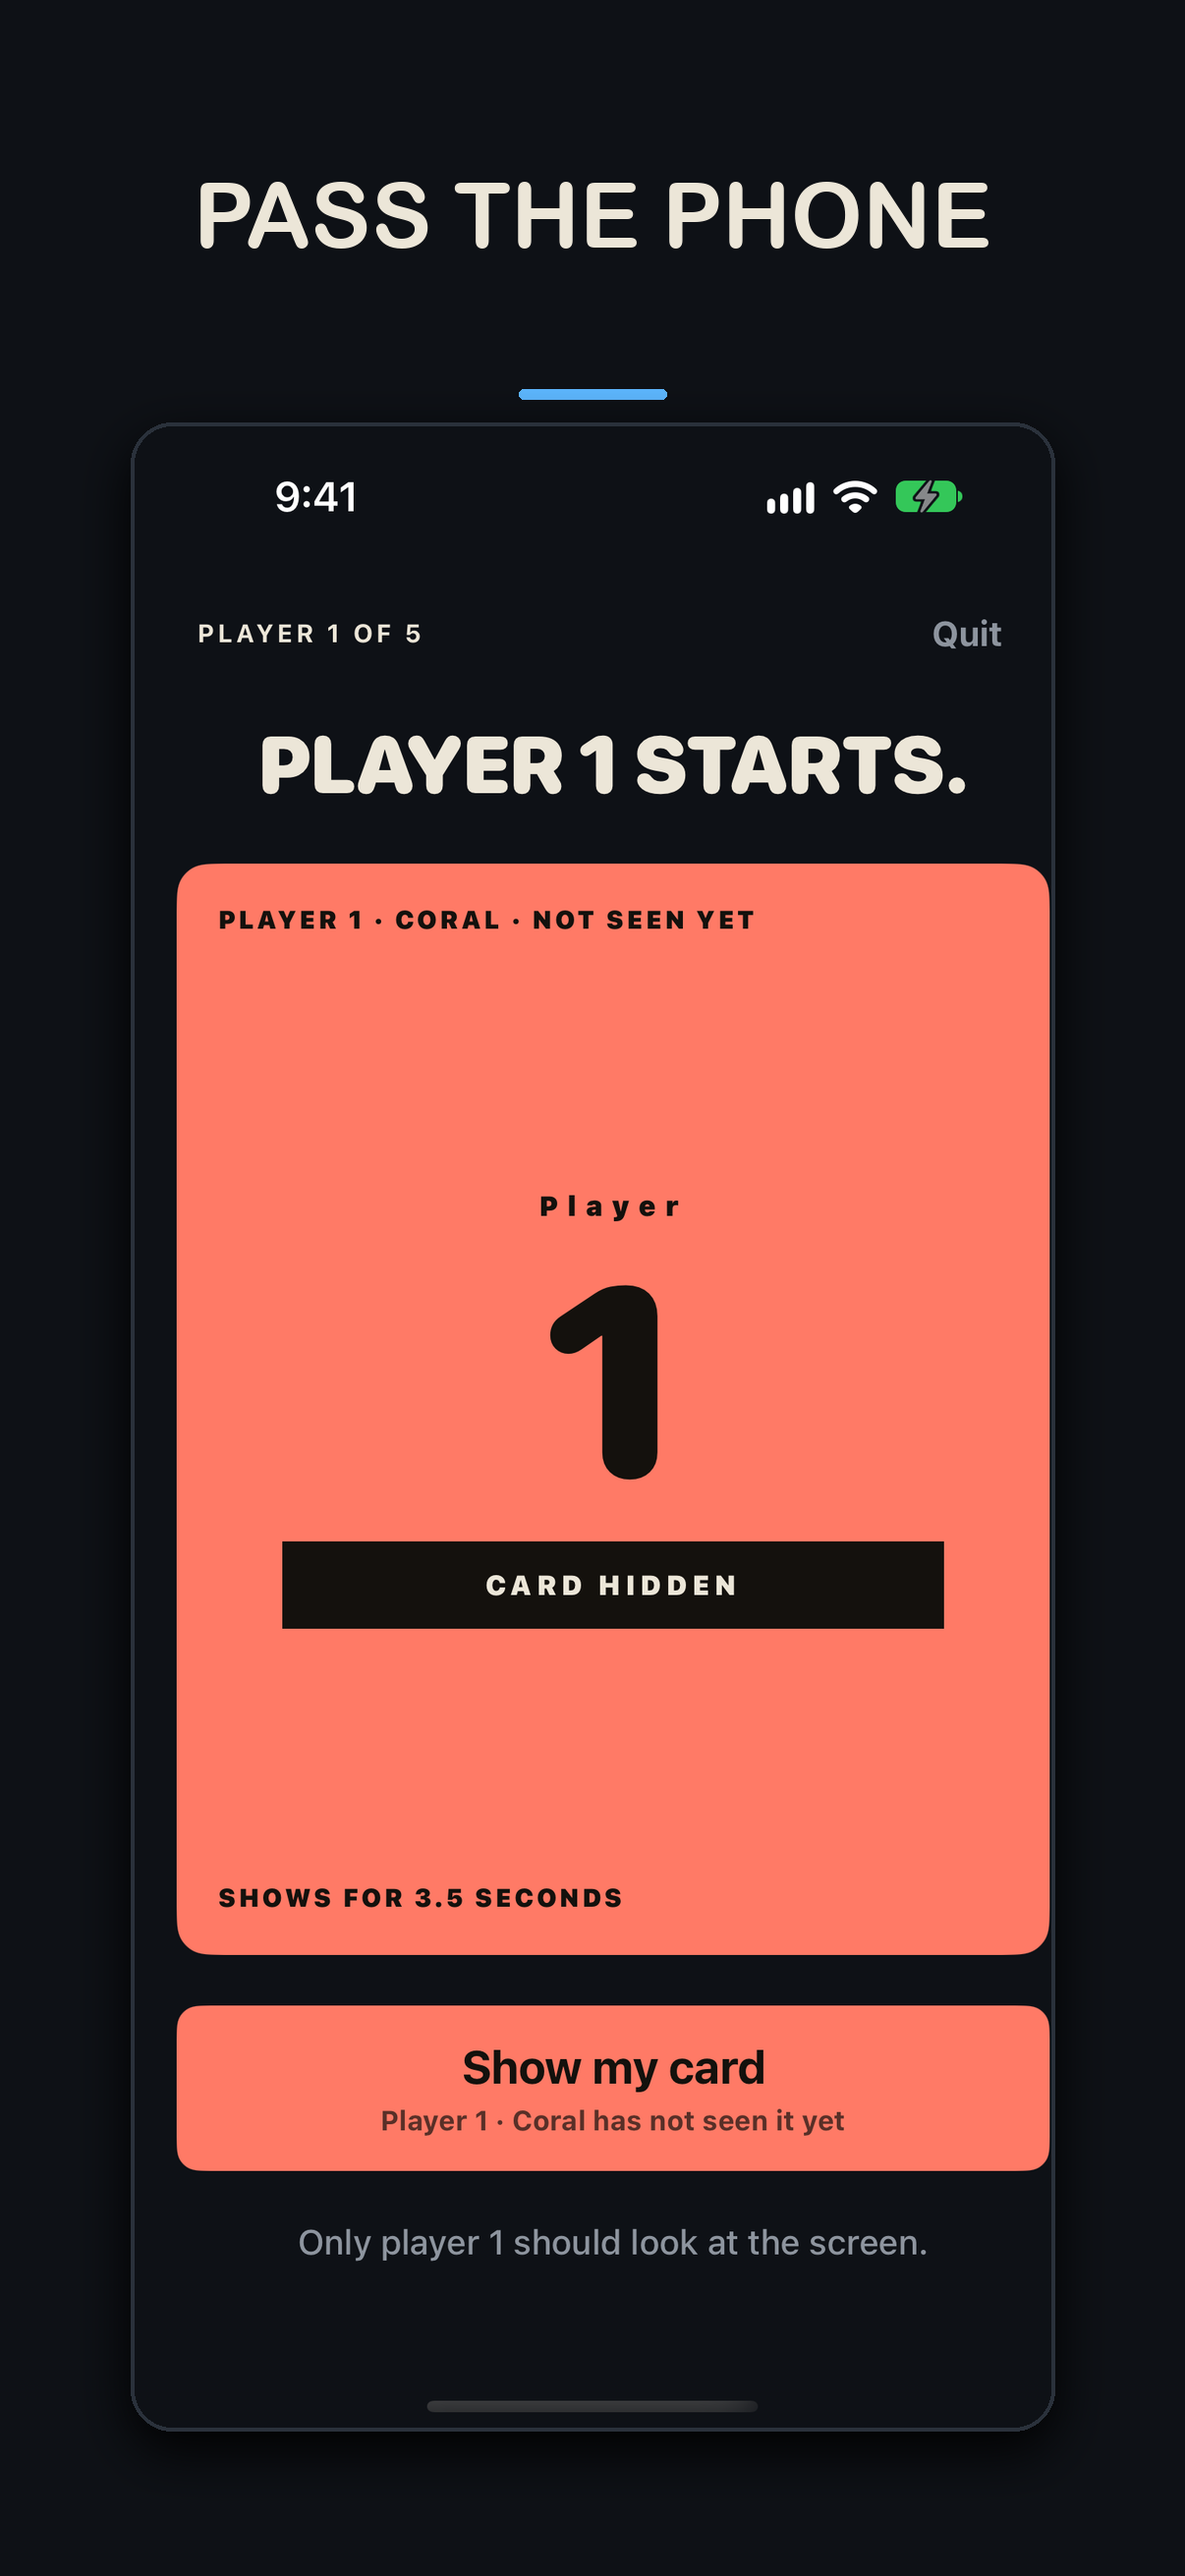 PASS THE PHONE
9:41
PLAYER 1 OF 5
Quit
PLAYER 1 STARTS.
PLAYER 1 · CORAL · NOT SEEN YET
Player
1
CARD HIDDEN
SHOWS FOR 3.5 SECONDS
Show my card
Player 1 · Coral has not seen it yet
Only player 1 should look at the screen.